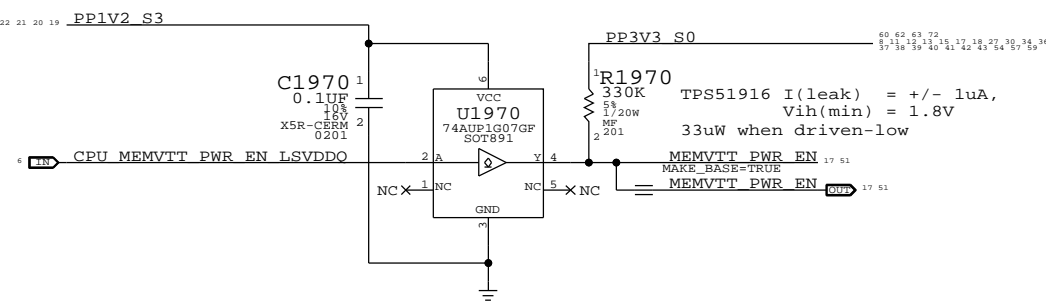 22 21 20 19 PP1V2_S3
PP3V3_S0
60 62 63 72
8 11 12 13 15 17 18 27 30 34 36
37 38 39 40 41 42 43 54 57 59
C1970
0.1UF
10%
16V
X5R-CERM
0201
1
2
6
VCC
U1970
74AUP1G07GF
SOT891
1 R1970
330K
5%
1/20W
MF
201
2
TPS51916 I(leak) = +/- 1uA,
Vih(min) = 1.8V
33uW when driven-low
6 IN CPU_MEMVTT_PWR_EN_LSVDDQ 2 A
Y 4 MEMVTT_PWR_EN 17 51
MAKE_BASE=TRUE
NC 1 NC
NC 5 NC
MEMVTT_PWR_EN OUT 17 51
GND
3